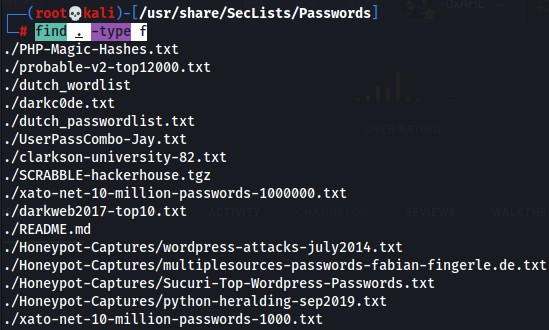 (root💀kali)-[/usr/share/SecLists/Passwords]
# find . -type f
./PHP-Magic-Hashes.txt
./probable-v2-top12000.txt
./dutch_wordlist
./darkc0de.txt
./dutch_passwordlist.txt
./UserPassCombo-Jay.txt
./clarkson-university-82.txt
./SCRABBLE-hackerhouse.tgz
./xato-net-10-million-passwords-1000000.txt
./darkweb2017-top10.txt
./README.md
./Honeypot-Captures/wordpress-attacks-july2014.txt
./Honeypot-Captures/multiplesources-passwords-fabian-fingerle.de.txt
./Honeypot-Captures/Sucuri-Top-Wordpress-Passwords.txt
./Honeypot-Captures/python-heralding-sep2019.txt
./xato-net-10-million-passwords-1000.txt